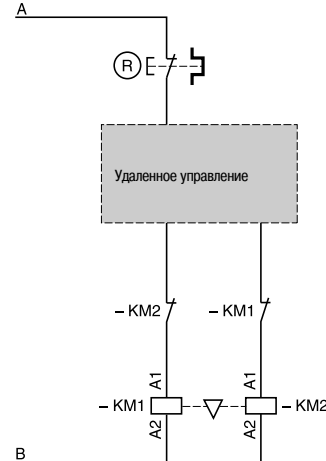 A
R
Удаленное управление
– KM2
– KM1
A1
A1
– KM1
– KM2
A2
A2
B